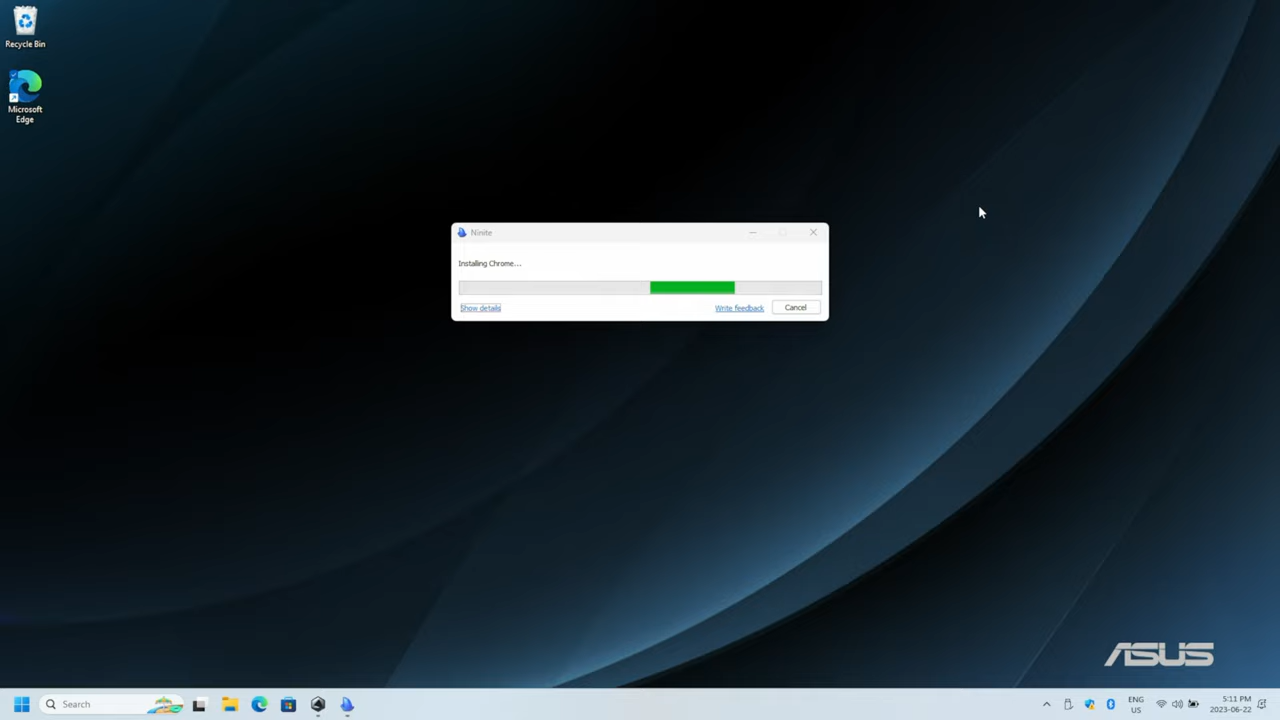 Recycle Bin
Microsoft
Edge
Ninite
Installing Chrome...
Show details
Write feedback
Cancel
ASUS
Search
ENG
US
5:11 PM
2023-06-22